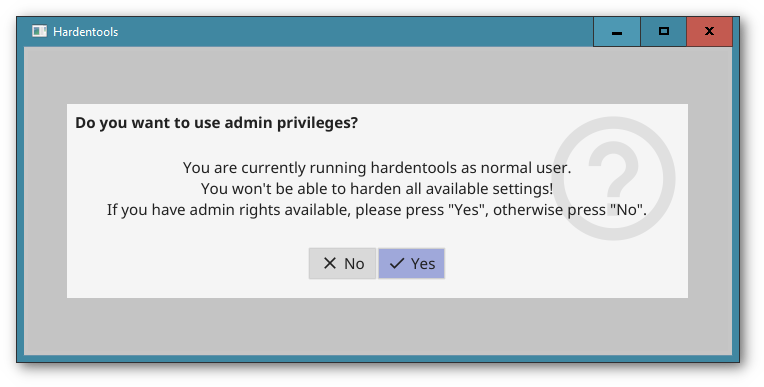 Hardentools
Do you want to use admin privileges?
You are currently running hardentools as normal user.
You won't be able to harden all available settings!
If you have admin rights available, please press "Yes", otherwise press "No".
No
Yes